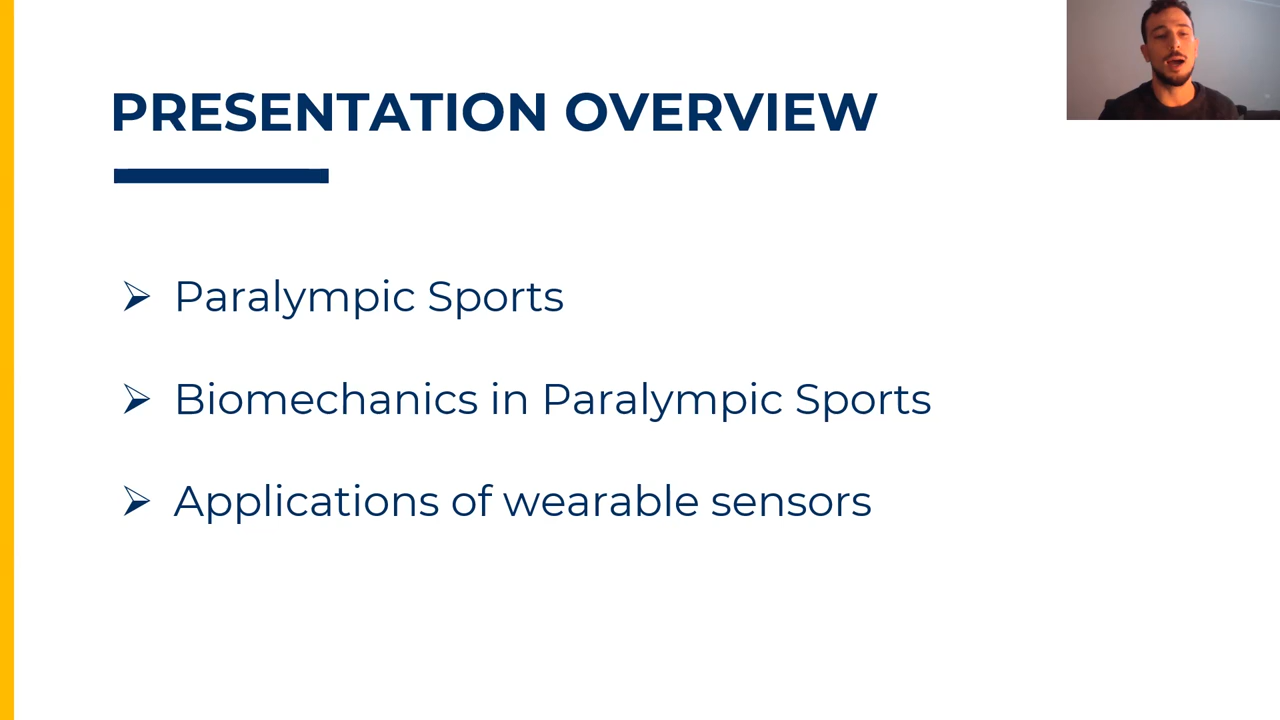 PRESENTATION OVERVIEW
Paralympic Sports
Biomechanics in Paralympic Sports
Applications of wearable sensors